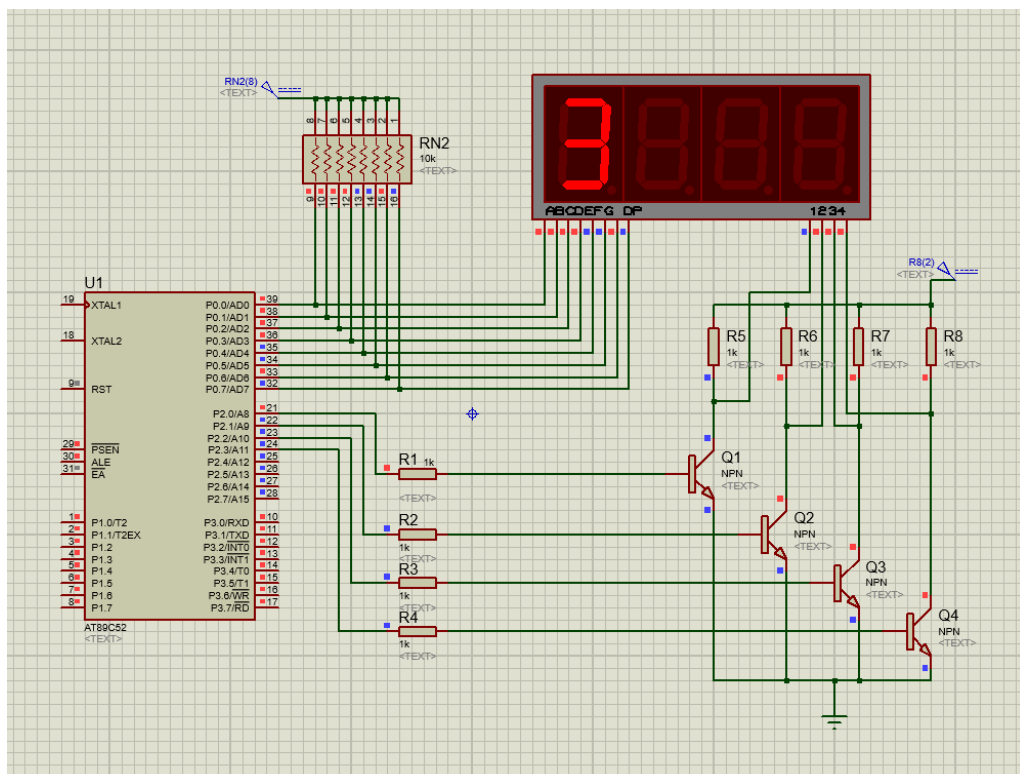 RN2(8)
<TEXT>
8 7 6 5 4 3 2 1
RN2
10k
<TEXT>
9 10 11 12 13 14 15 16
3
ABCDEFG DP
1234
R8(2)
<TEXT>
U1
19 XTAL1
18 XTAL2
9 RST
29 PSEN
30 ALE
31 EA
1 P1.0/T2
2 P1.1/T2EX
3 P1.2
4 P1.3
5 P1.4
6 P1.5
7 P1.6
8 P1.7
P0.0/AD0 39
P0.1/AD1 38
P0.2/AD2 37
P0.3/AD3 36
P0.4/AD4 35
P0.5/AD5 34
P0.6/AD6 33
P0.7/AD7 32
P2.0/A8 21
P2.1/A9 22
P2.2/A10 23
P2.3/A11 24
P2.4/A12 25
P2.5/A13 26
P2.6/A14 27
P2.7/A15 28
P3.0/RXD 10
P3.1/TXD 11
P3.2/INT0 12
P3.3/INT1 13
P3.4/T0 14
P3.5/T1 15
P3.6/WR 16
P3.7/RD 17
AT89C52
<TEXT>
R1 1k
<TEXT>
R2
1k
<TEXT>
R3
1k
<TEXT>
R4
1k
<TEXT>
R5
1k
<TEXT>
R6
1k
<TEXT>
R7
1k
<TEXT>
R8
1k
<TEXT>
Q1
NPN
<TEXT>
Q2
NPN
<TEXT>
Q3
NPN
<TEXT>
Q4
NPN
<TEXT>